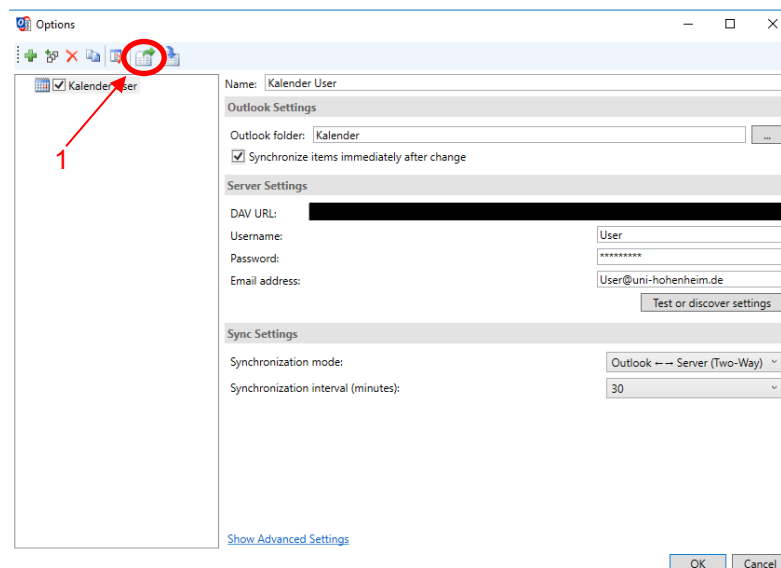 Options
Kalender User
Name: Kalender User
Outlook Settings
Outlook folder: Kalender ...
Synchronize items immediately after change
1
Server Settings
DAV URL:
Username: User
Password: *********
Email address: User@uni-hohenheim.de
Test or discover settings
Sync Settings
Synchronization mode: Outlook ←→ Server (Two-Way)
Synchronization interval (minutes): 30
Show Advanced Settings
OK Cancel